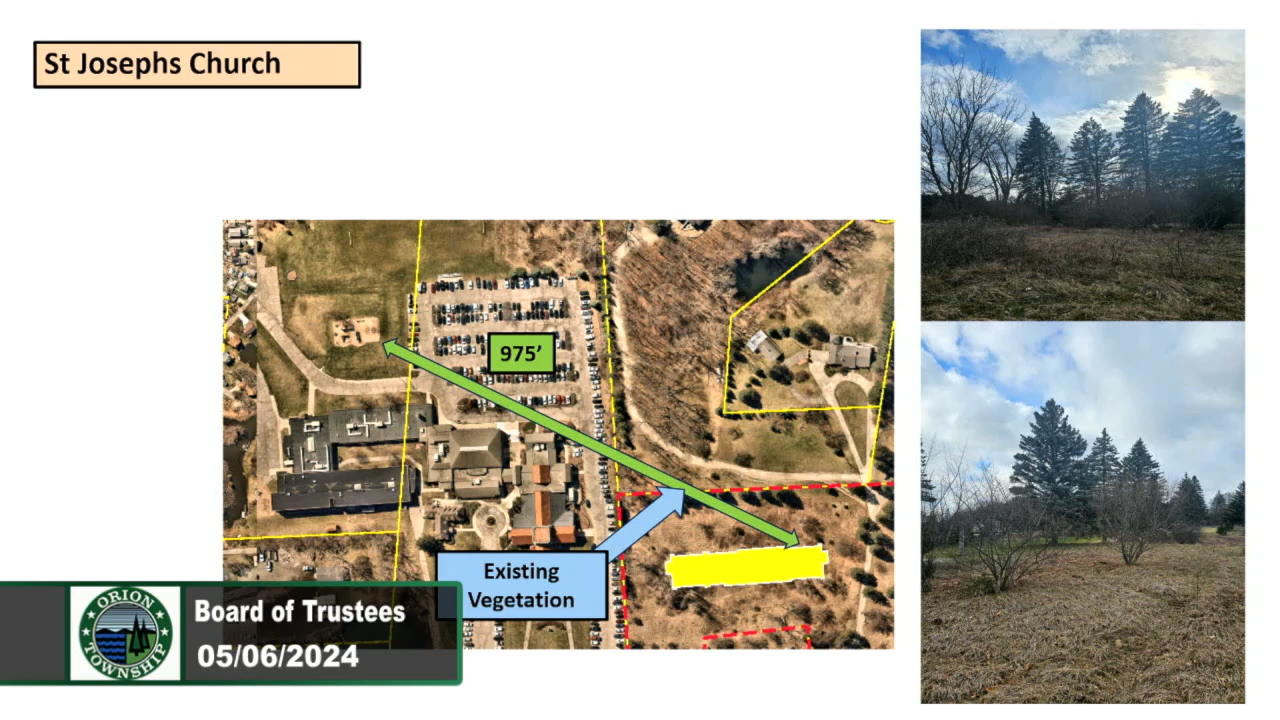 St Josephs Church
975’
Existing
Vegetation
ORION
TOWNSHIP
Board of Trustees
05/06/2024